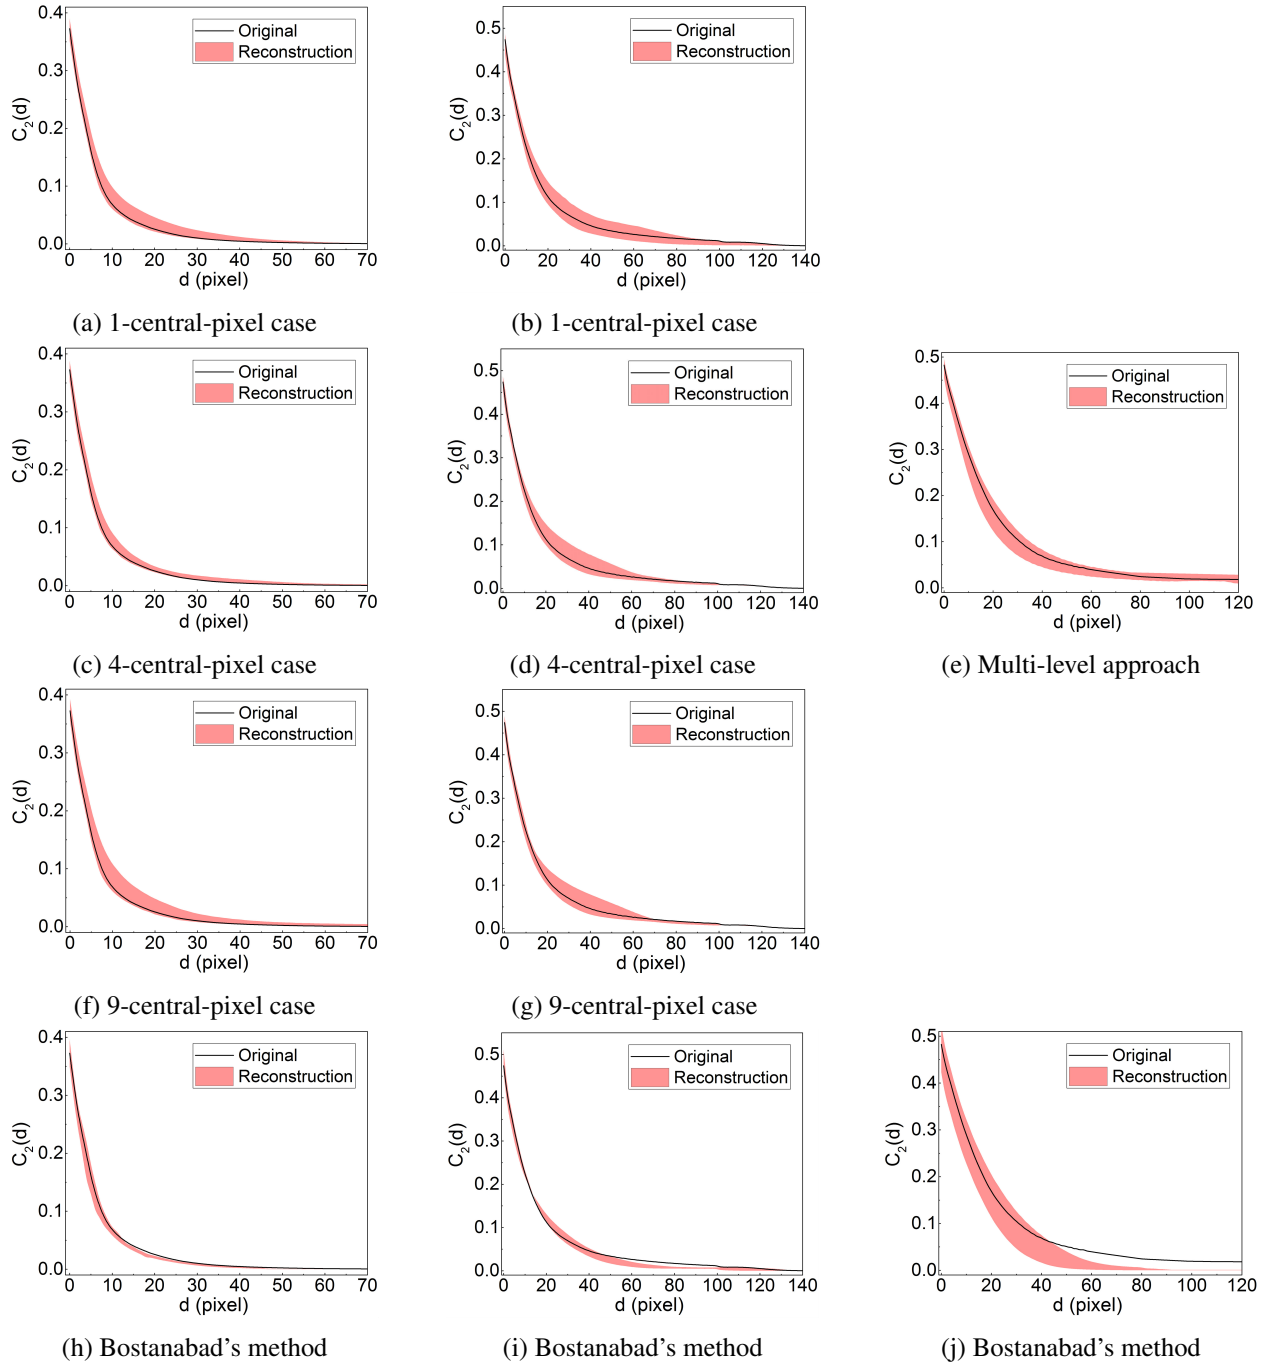 Original
Reconstruction
C2(d)
0.4
0.3
0.2
0.1
0.0
0 10 20 30 40 50 60 70
d (pixel)
(a) 1-central-pixel case
Original
Reconstruction
C2(d)
0.5
0.4
0.3
0.2
0.1
0.0
0 20 40 60 80 100 120 140
d (pixel)
(b) 1-central-pixel case
Original
Reconstruction
C2(d)
0.4
0.3
0.2
0.1
0.0
0 10 20 30 40 50 60 70
d (pixel)
(c) 4-central-pixel case
Original
Reconstruction
C2(d)
0.5
0.4
0.3
0.2
0.1
0.0
0 20 40 60 80 100 120 140
d (pixel)
(d) 4-central-pixel case
Original
Reconstruction
C2(d)
0.5
0.4
0.3
0.2
0.1
0.0
0 20 40 60 80 100 120
d (pixel)
(e) Multi-level approach
Original
Reconstruction
C2(d)
0.4
0.3
0.2
0.1
0.0
0 10 20 30 40 50 60 70
d (pixel)
(f) 9-central-pixel case
Original
Reconstruction
C2(d)
0.5
0.4
0.3
0.2
0.1
0.0
0 20 40 60 80 100 120 140
d (pixel)
(g) 9-central-pixel case
Original
Reconstruction
C2(d)
0.4
0.3
0.2
0.1
0.0
0 10 20 30 40 50 60 70
d (pixel)
(h) Bostanabad’s method
Original
Reconstruction
C2(d)
0.5
0.4
0.3
0.2
0.1
0.0
0 20 40 60 80 100 120 140
d (pixel)
(i) Bostanabad’s method
Original
Reconstruction
C2(d)
0.5
0.4
0.3
0.2
0.1
0.0
0 20 40 60 80 100 120
d (pixel)
(j) Bostanabad’s method